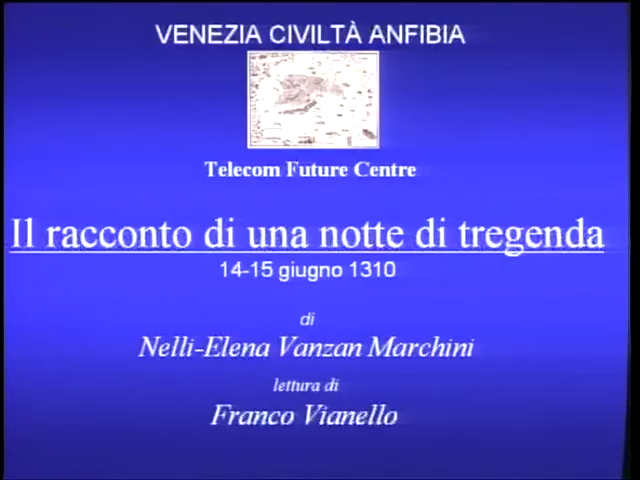 VENEZIA CIVILTÀ ANFIBIA
Telecom Future Centre
Il racconto di una notte di tregenda
14-15 giugno 1310
di
Nelli-Elena Vanzan Marchini
lettura di
Franco Vianello